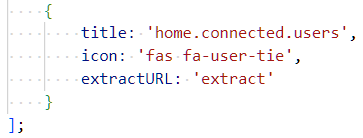 {
title: 'home.connected.users',
icon: 'fas fa-user-tie',
extractURL: 'extract'
}
];